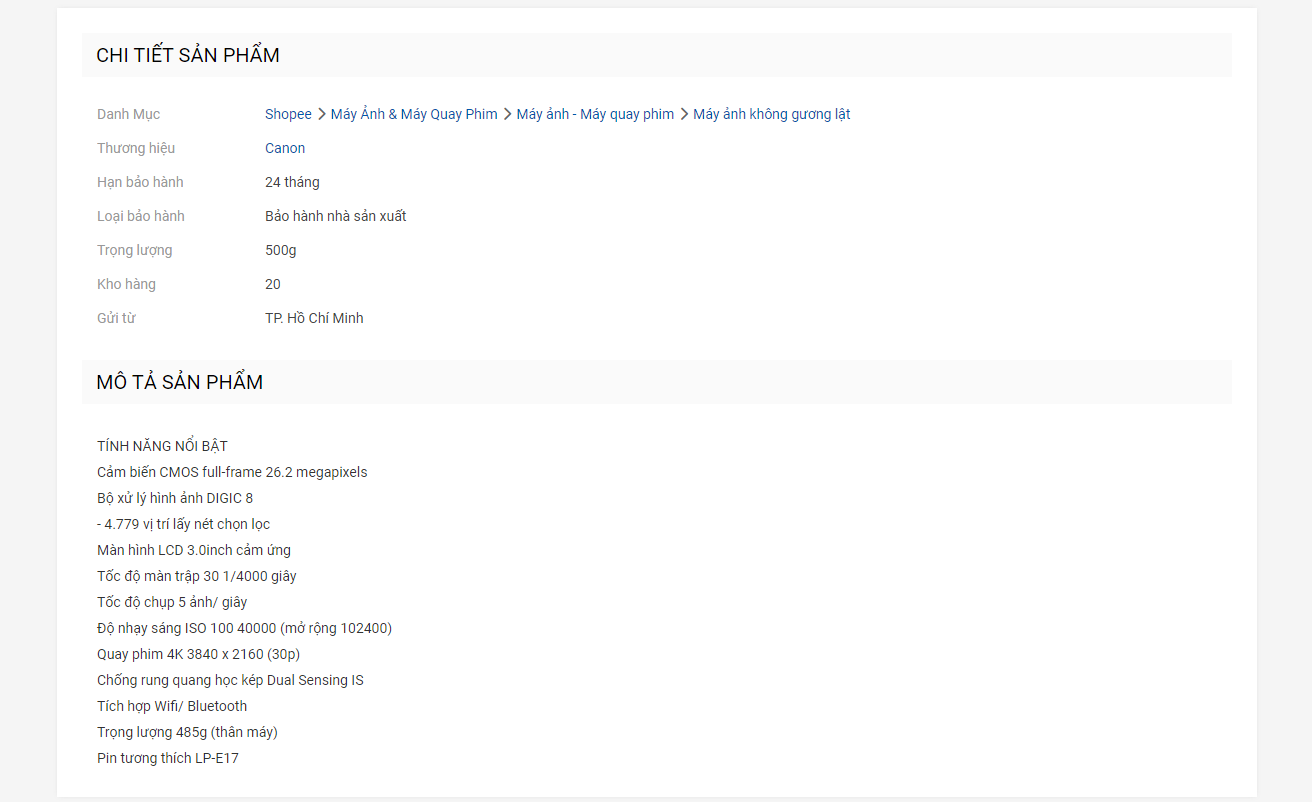 CHI TIẾT SẢN PHẨM
Danh Mục Shopee > Máy Ảnh & Máy Quay Phim > Máy ảnh - Máy quay phim > Máy ảnh không gương lật
Thương hiệu Canon
Hạn bảo hành 24 tháng
Loại bảo hành Bảo hành nhà sản xuất
Trọng lượng 500g
Kho hàng 20
Gửi từ TP. Hồ Chí Minh
MÔ TẢ SẢN PHẨM
TÍNH NĂNG NỔI BẬT
Cảm biến CMOS full-frame 26.2 megapixels
Bộ xử lý hình ảnh DIGIC 8
- 4.779 vị trí lấy nét chọn lọc
Màn hình LCD 3.0inch cảm ứng
Tốc độ màn trập 30 1/4000 giây
Tốc độ chụp 5 ảnh/ giây
Độ nhạy sáng ISO 100 40000 (mở rộng 102400)
Quay phim 4K 3840 x 2160 (30p)
Chống rung quang học kép Dual Sensing IS
Tích hợp Wifi/ Bluetooth
Trọng lượng 485g (thân máy)
Pin tương thích LP-E17